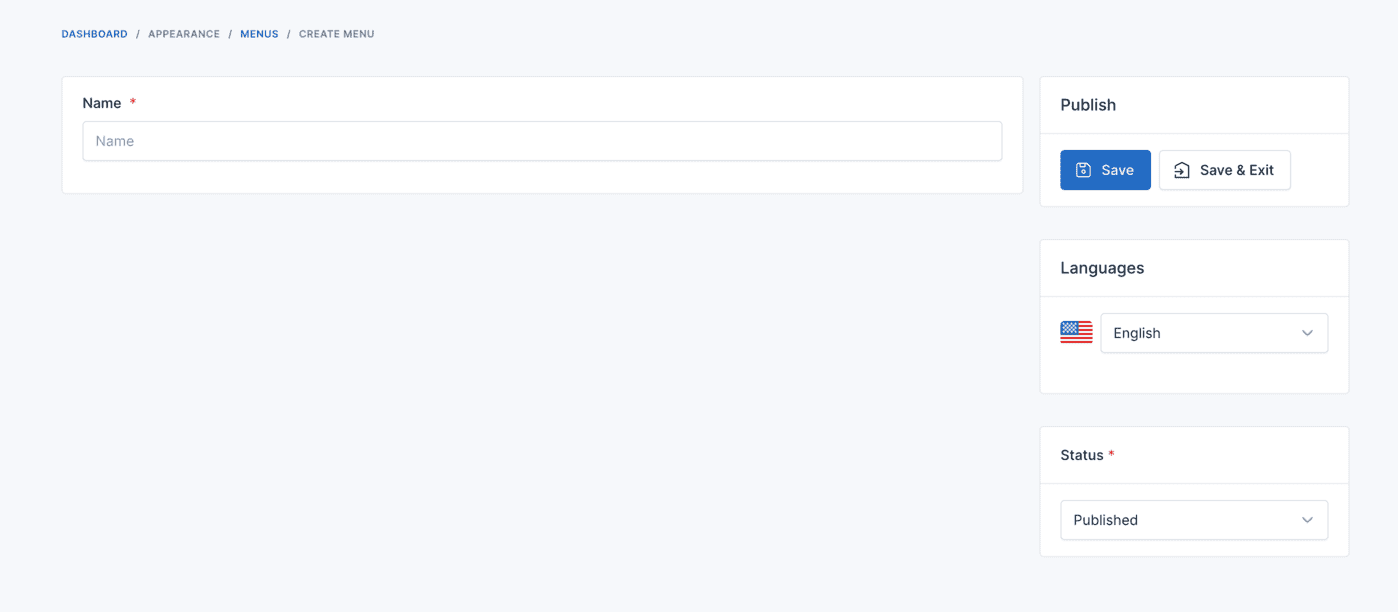 DASHBOARD / APPEARANCE / MENUS / CREATE MENU
Name *
Name
Publish
Save
Save & Exit
Languages
English
Status *
Published